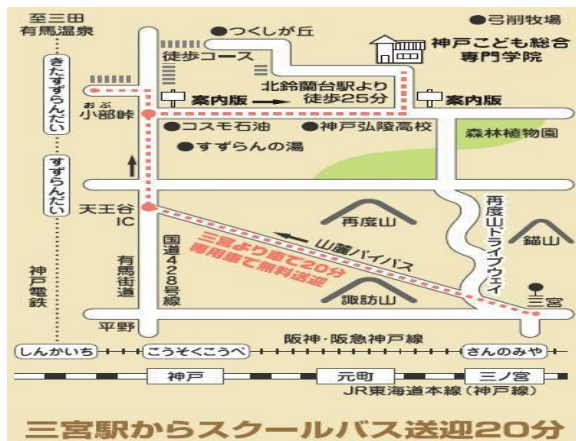 至三田
有馬温泉
つくしが丘
弓削牧場
徒歩コース
神戸こども総合
専門学院
きたすずらんだい
北鈴蘭台駅より
徒歩25分
案内版
案内版
おぶ
小部峠
コスモ石油
神戸弘陵高校
森林植物園
すずらんの湯
すずらんだい
天王谷
IC
再度山
再度山ドライブウェイ
錨山
三宮より車で20分
専用車で無料送迎
山麓バイパス
有馬街道
国道428号線
神戸電鉄
諏訪山
三宮
平野
阪神・阪急神戸線
しんかいち
こうそくこうべ
さんのみや
神戸
元町
三ノ宮
JR東海道本線(神戸線)
三宮駅からスクールバス送迎20分